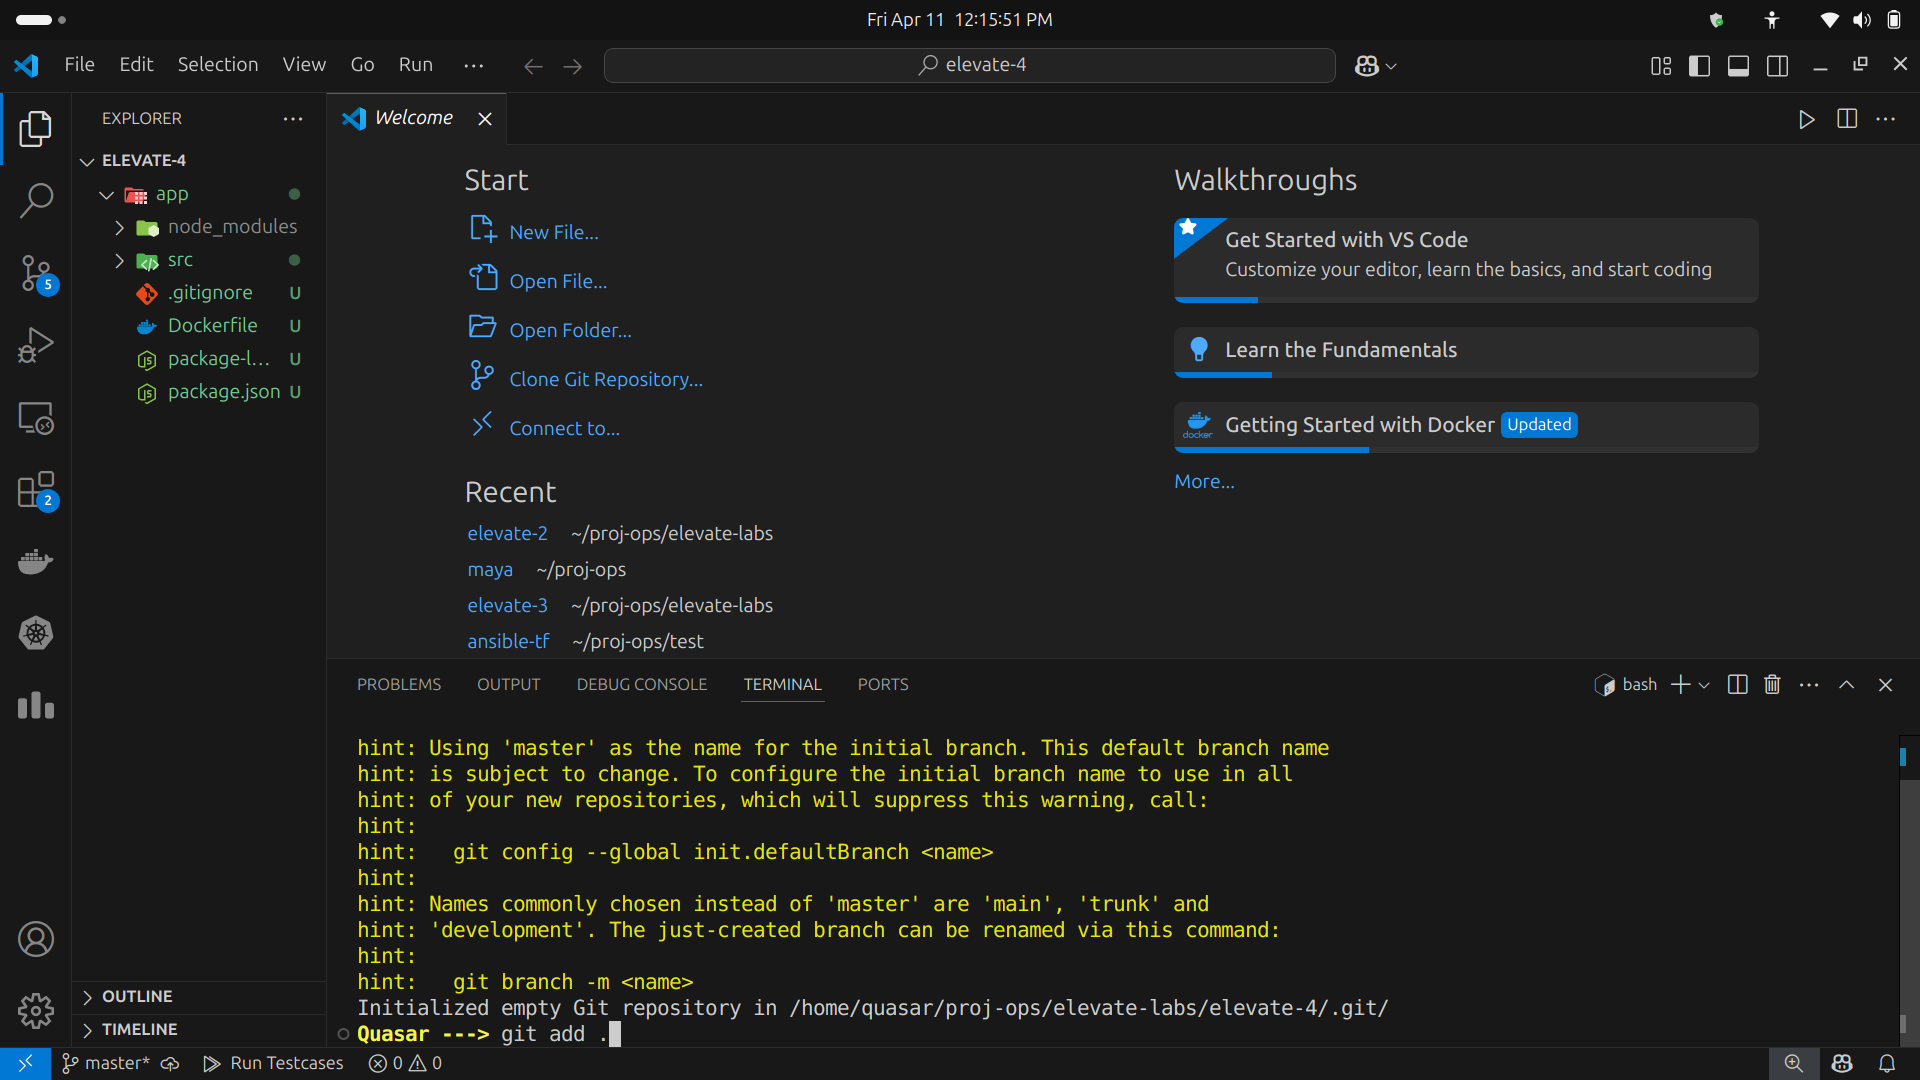 Fri Apr 11 12:15:51 PM
File Edit Selection View Go Run ···
elevate-4
EXPLORER
ELEVATE-4
app
node_modules
src
.gitignore U
Dockerfile U
package-l... U
package.json U
5
2
OUTLINE
TIMELINE
Welcome
Start
New File...
Open File...
Open Folder...
Clone Git Repository...
Connect to...
Recent
elevate-2 ~/proj-ops/elevate-labs
maya ~/proj-ops
elevate-3 ~/proj-ops/elevate-labs
ansible-tf ~/proj-ops/test
Walkthroughs
Get Started with VS Code
Customize your editor, learn the basics, and start coding
Learn the Fundamentals
docker
Getting Started with Docker Updated
More...
PROBLEMS OUTPUT DEBUG CONSOLE TERMINAL PORTS
bash
hint: Using 'master' as the name for the initial branch. This default branch name
hint: is subject to change. To configure the initial branch name to use in all
hint: of your new repositories, which will suppress this warning, call:
hint:
hint:   git config --global init.defaultBranch <name>
hint:
hint: Names commonly chosen instead of 'master' are 'main', 'trunk' and
hint: 'development'. The just-created branch can be renamed via this command:
hint:
hint:   git branch -m <name>
Initialized empty Git repository in /home/quasar/proj-ops/elevate-labs/elevate-4/.git/
Quasar ---> git add .
master* Run Testcases 0 0